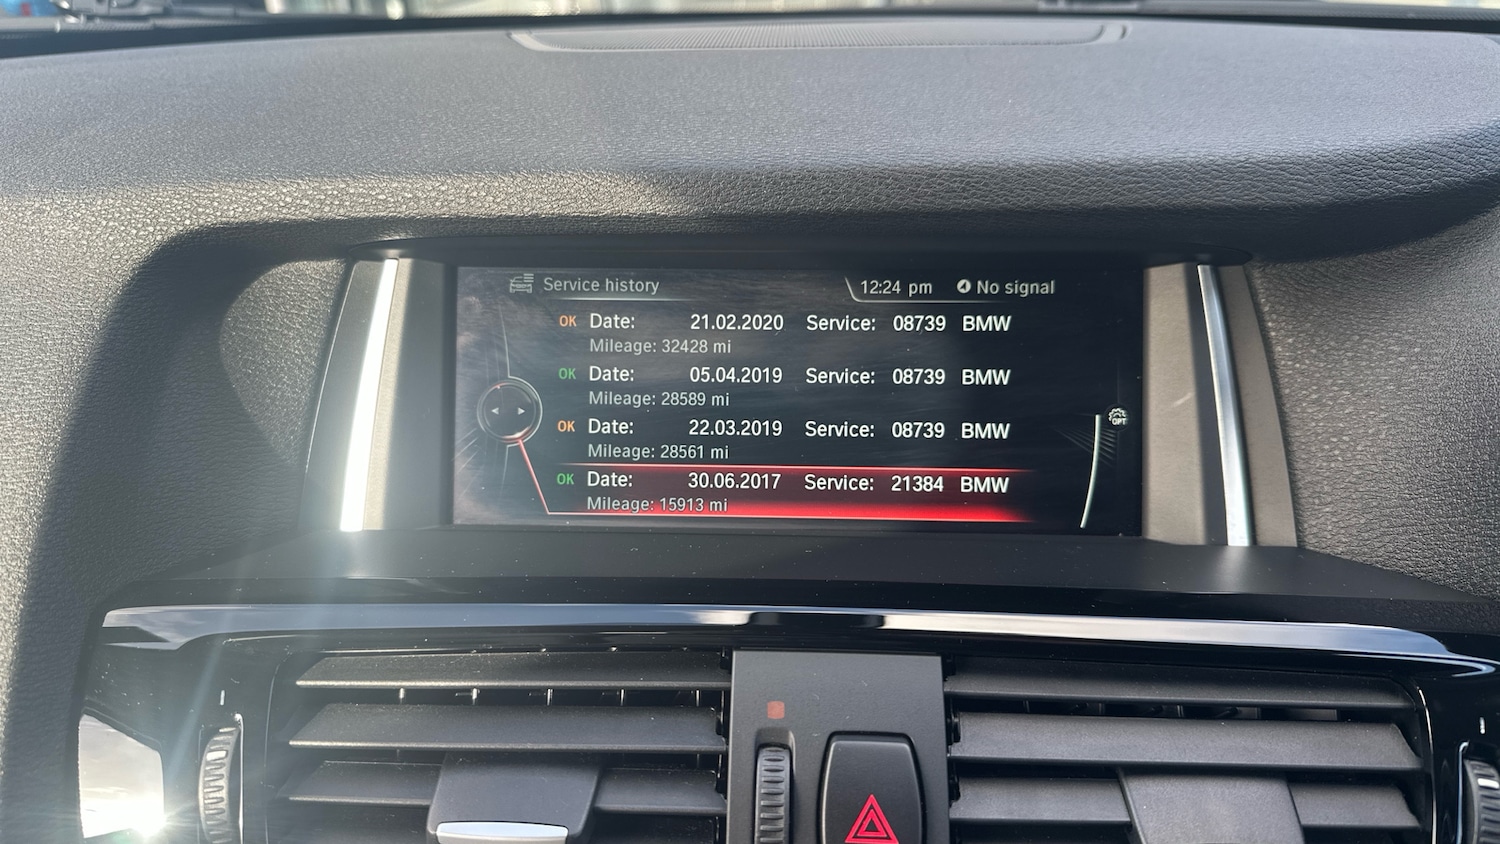 Service history 12:24 pm No signal
OK Date: 21.02.2020 Service: 08739 BMW
Mileage: 32428 mi
OK Date: 05.04.2019 Service: 08739 BMW
Mileage: 28589 mi
OPT
OK Date: 22.03.2019 Service: 08739 BMW
Mileage: 28561 mi
OK Date: 30.06.2017 Service: 21384 BMW
Mileage: 15913 mi